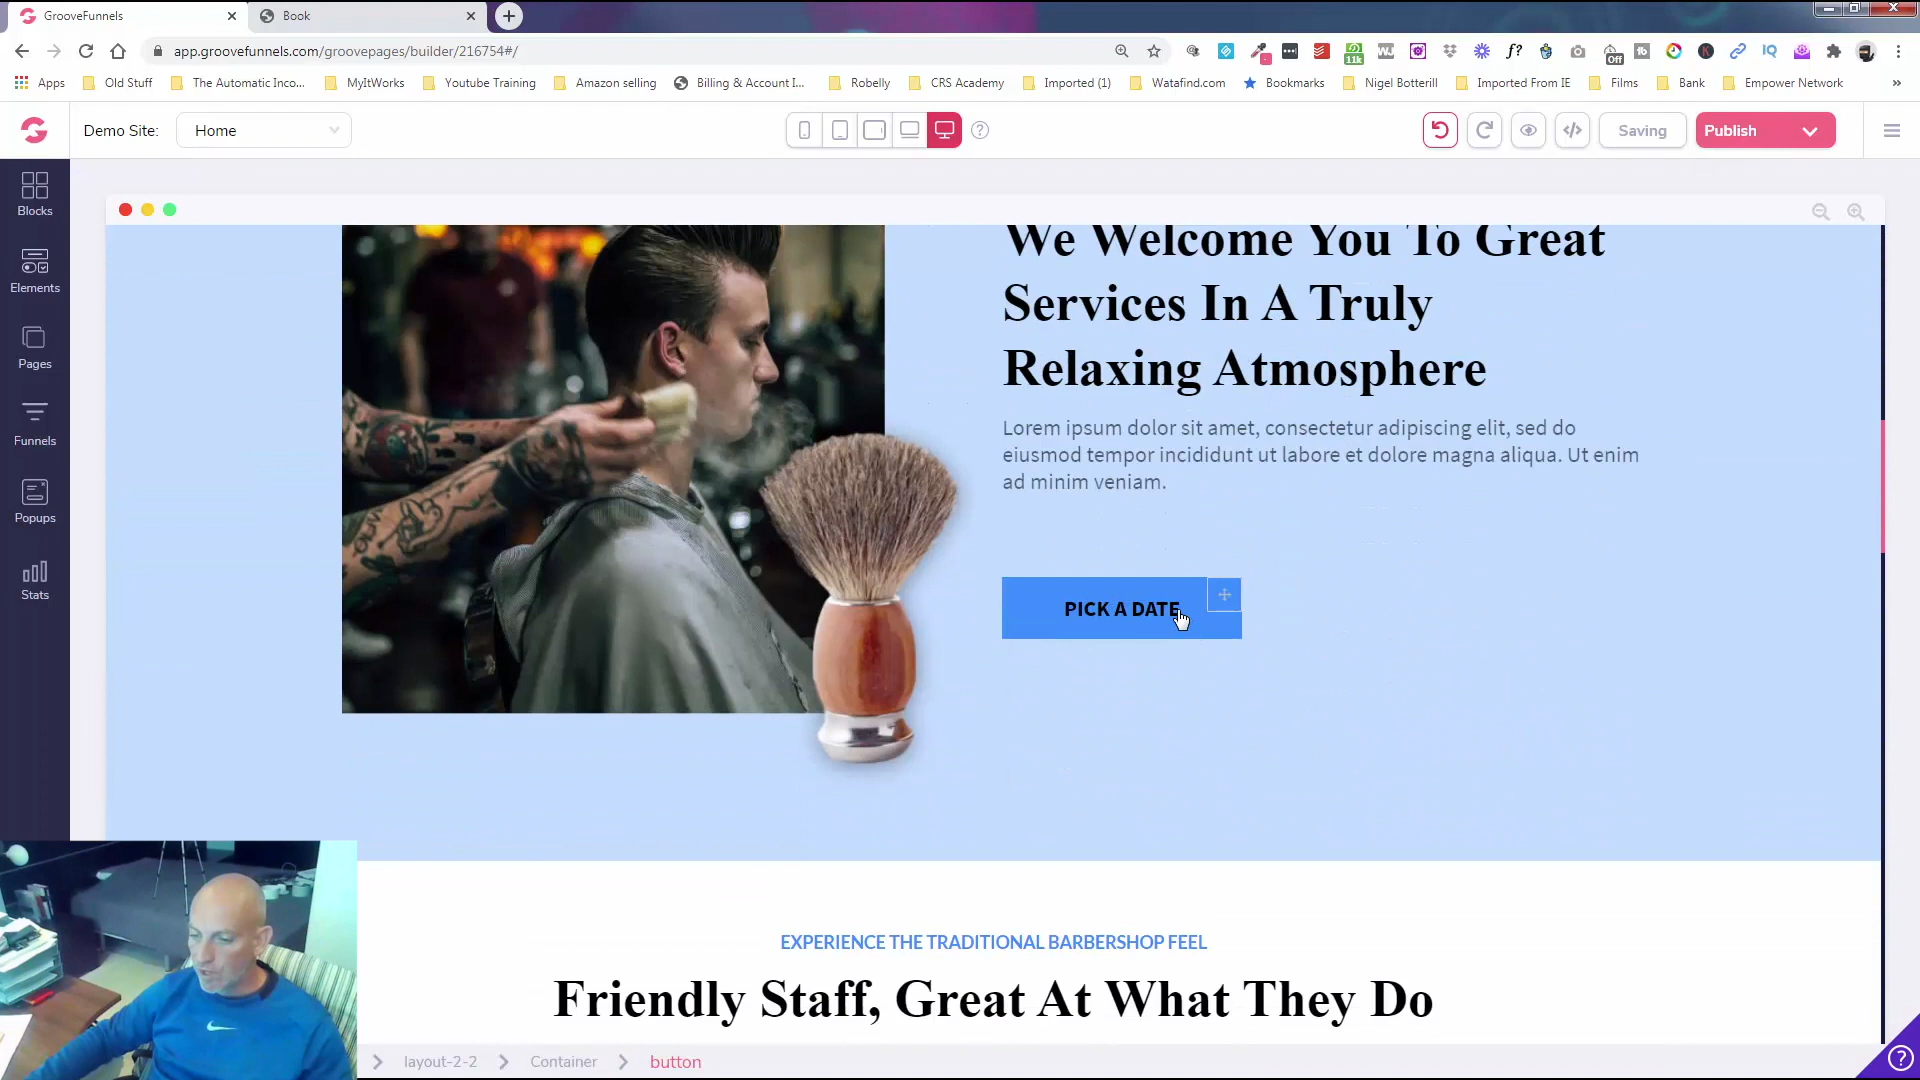 GrooveFunnels
Book
app.groovefunnels.com/groovepages/builder/216754#/
11k
Off
f?
IQ
Apps
Old Stuff
The Automatic Inco...
MyItWorks
Youtube Training
Amazon selling
Billing & Account I...
Robelly
CRS Academy
Imported (1)
Watafind.com
Bookmarks
Nigel Botterill
Imported From IE
Films
Bank
Empower Network
»
Demo Site:
Home
Saving
Publish
Blocks
Elements
Pages
Funnels
Popups
Stats
We Welcome You To Great
Services In A Truly
Relaxing Atmosphere
Lorem ipsum dolor sit amet, consectetur adipiscing elit, sed do
eiusmod tempor incididunt ut labore et dolore magna aliqua. Ut enim
ad minim veniam.
PICK A DATE
EXPERIENCE THE TRADITIONAL BARBERSHOP FEEL
Friendly Staff, Great At What They Do
layout-2-2
Container
button